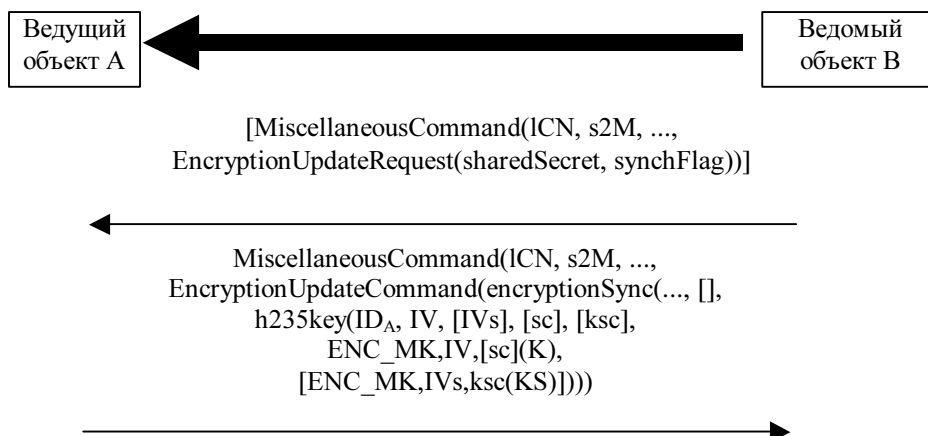 Ведущий
объект A
Ведомый
объект B
[MiscellaneousCommand(lCN, s2M, ...,
EncryptionUpdateRequest(sharedSecret, synchFlag))]
MiscellaneousCommand(lCN, s2M, ...,
EncryptionUpdateCommand(encryptionSync(..., [],
h235key(ID_A, IV, [IVs], [sc], [ksc],
ENC_MK,IV,[sc](K),
[ENC_MK,IVs,ksc(KS)])))